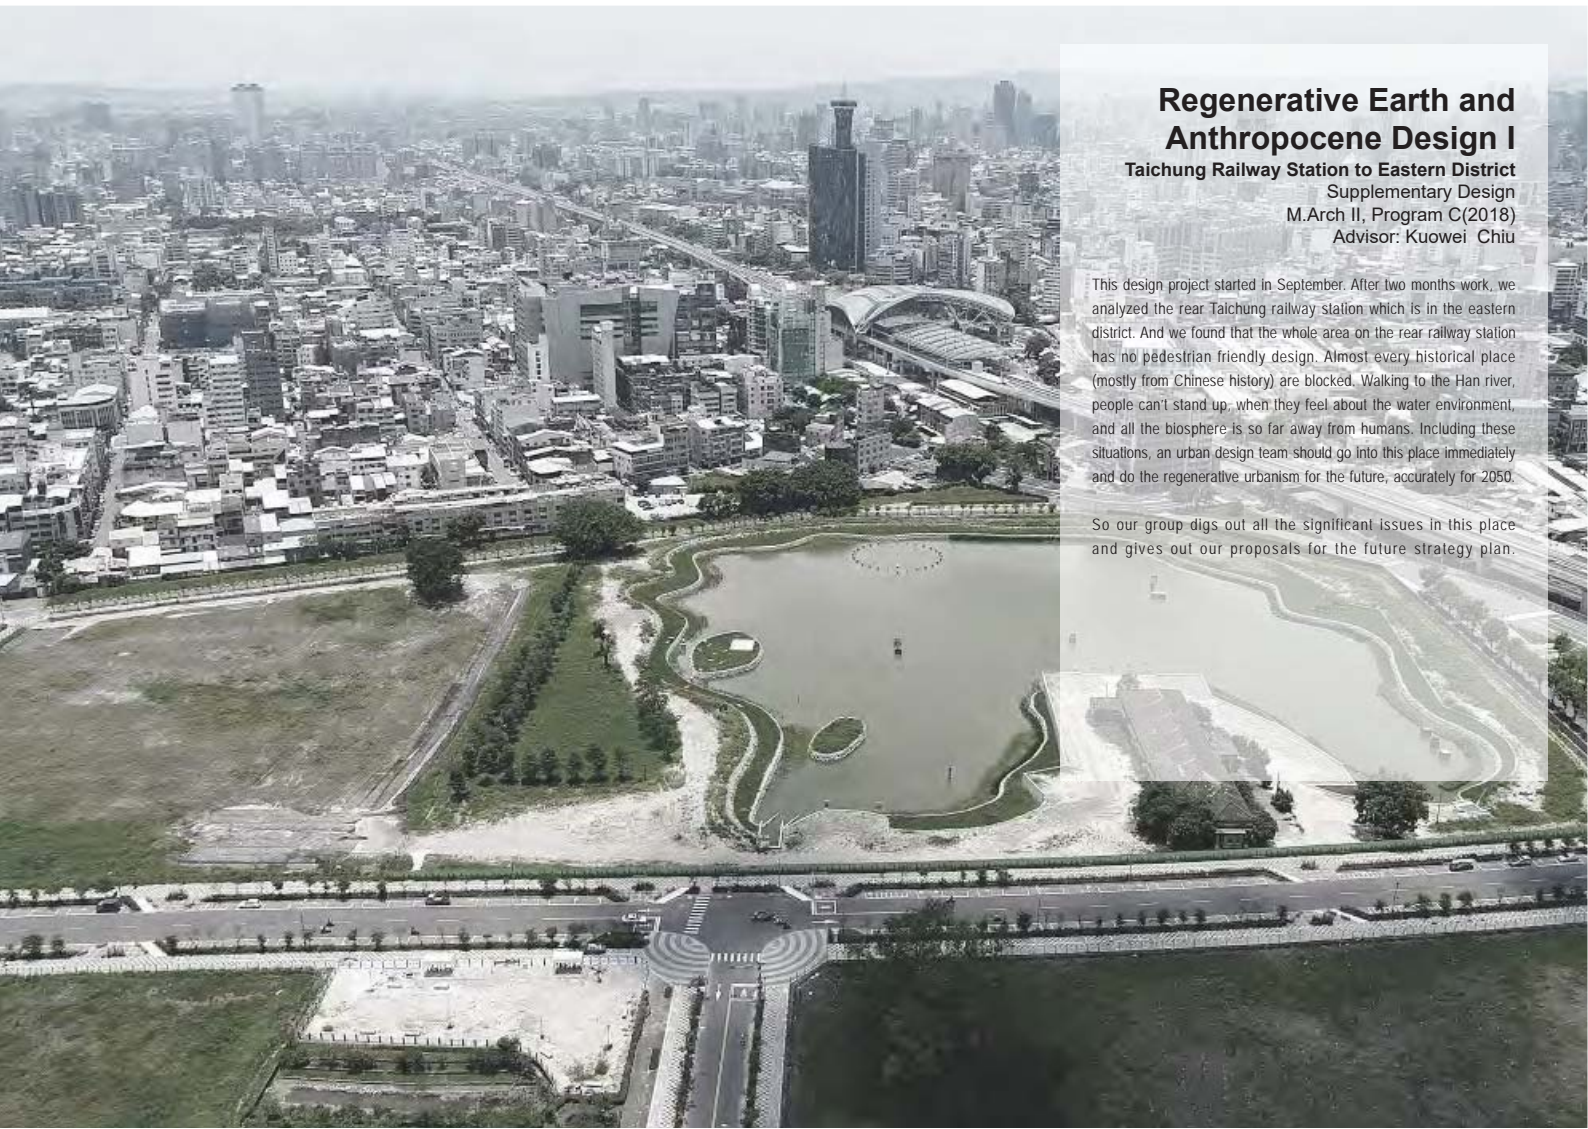 Regenerative Earth and
Anthropocene Design I
Taichung Railway Station to Eastern District
Supplementary Design
M.Arch II, Program C(2018)
Advisor: Kuowei Chiu
This design project started in September. After two months work, we
analyzed the rear Taichung railway station which is in the eastern
district. And we found that the whole area on the rear railway station
has no pedestrian friendly design. Almost every historical place
(mostly from Chinese history) are blocked. Walking to the Han river,
people can't stand up, when they feel about the water environment,
and all the biosphere is so far away from humans. Including these
situations, an urban design team should go into this place immediately
and do the regenerative urbanism for the future, accurately for 2050.
So our group digs out all the significant issues in this place
and gives out our proposals for the future strategy plan.